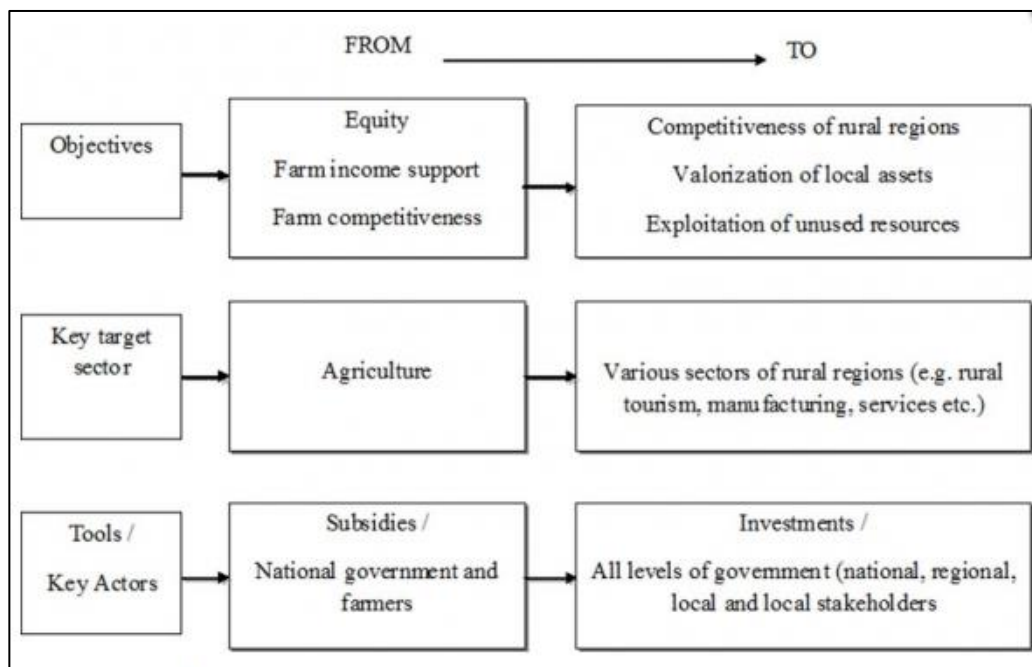 FROM
TO
Objectives
Equity
Farm income support
Farm competitiveness
Competitiveness of rural regions
Valorization of local assets
Exploitation of unused resources
Key target
sector
Agriculture
Various sectors of rural regions (e.g. rural
tourism, manufacturing, services etc.)
Tools /
Key Actors
Subsidies /
National government and
farmers
Investments /
All levels of government (national, regional,
local and local stakeholders